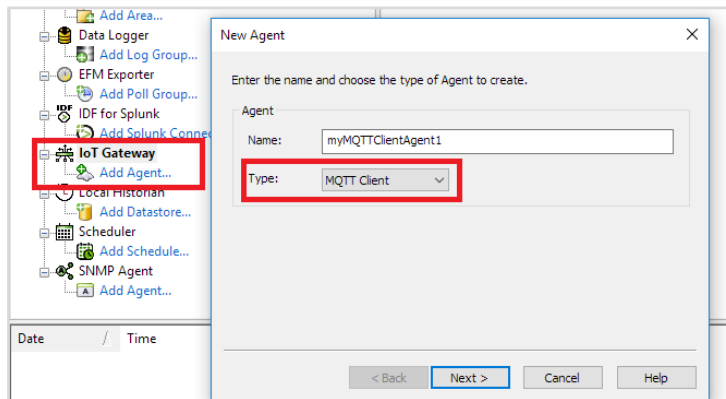 Add Area...
Data Logger
Add Log Group...
EFM Exporter
Add Poll Group...
IDF
IDF for Splunk
Add Splunk Connec
IoT Gateway
Add Agent...
Local Historian
Add Datastore...
Scheduler
Add Schedule...
SNMP Agent
A
Add Agent...
Date / Time
New Agent
Enter the name and choose the type of Agent to create.
Agent
Name: myMQTTClientAgent1
Type: MQTT Client
< Back Next > Cancel Help